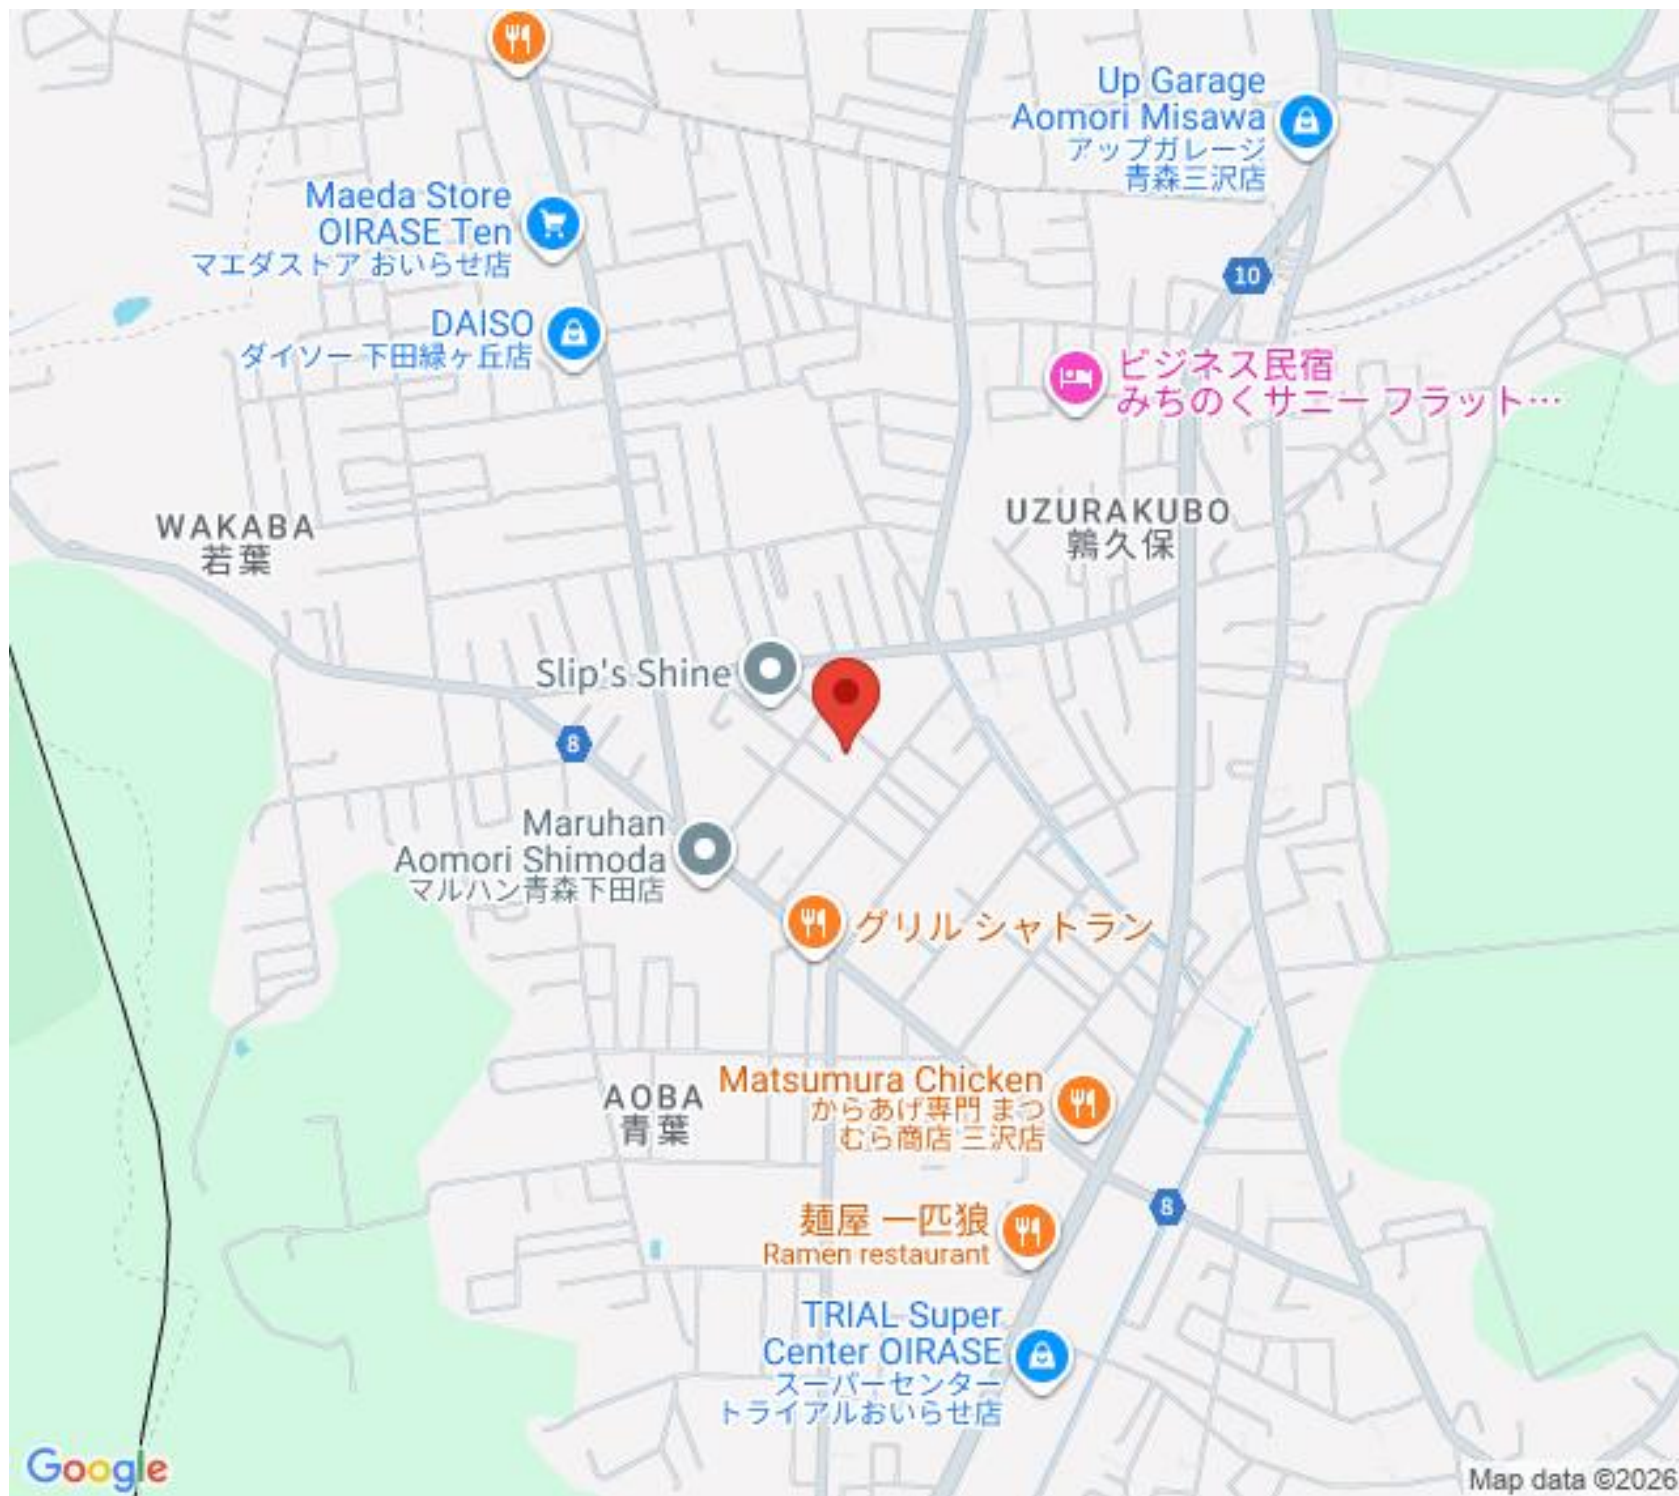 Up Garage
Aomori Misawa
アップガレージ
青森三沢店
Maeda Store
OIRASE Ten
マエダストア おいらせ店
10
DAISO
ダイソー 下田緑ヶ丘店
ビジネス民宿
みちのくサニー フラット…
WAKABA
若葉
UZURAKUBO
鶉久保
Slip's Shine
8
Maruhan
Aomori Shimoda
マルハン青森下田店
グリル シャトラン
AOBA
青葉
Matsumura Chicken
からあげ専門 まつ
むら商店 三沢店
8
麺屋 一匹狼
Ramen restaurant
TRIAL Super
Center OIRASE
スーパーセンター
トライアルおいらせ店
Google
Map data ©2026